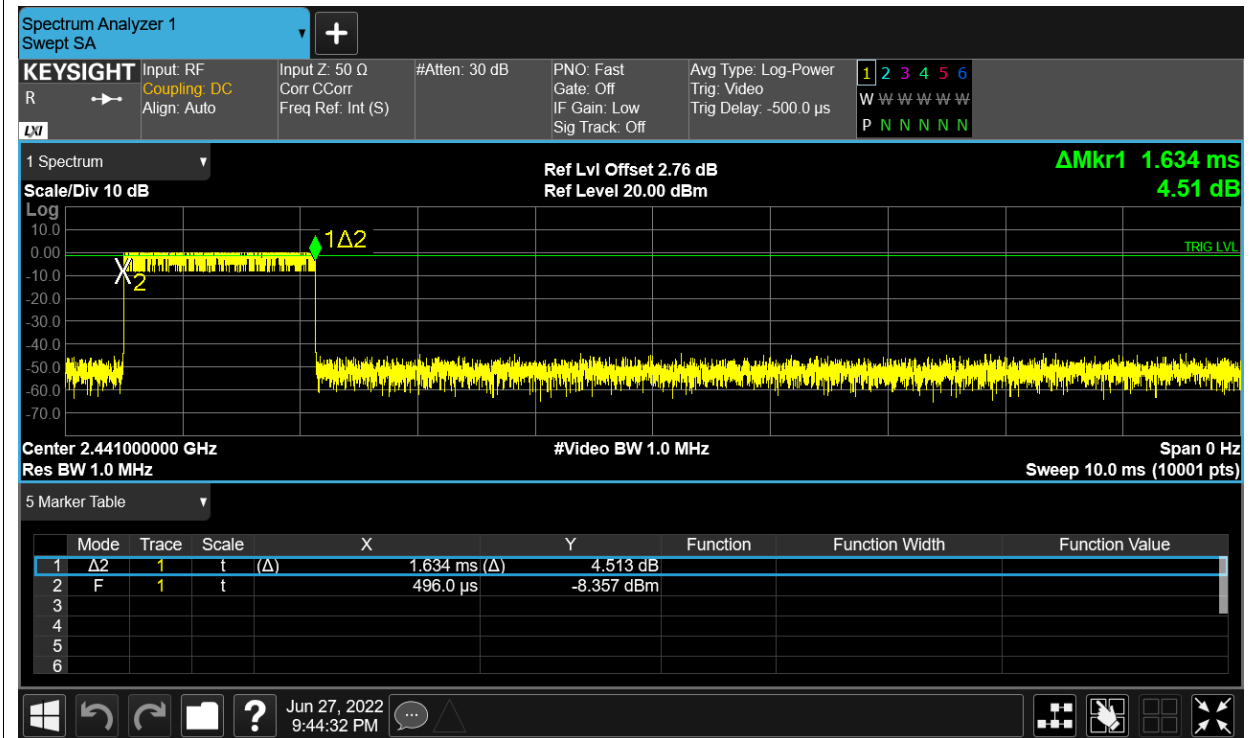 Spectrum Analyzer 1
Swept SA
KEYSIGHT
R
LXI
Input: RF
Coupling: DC
Align: Auto
Input Z: 50 Ω
Corr CCorr
Freq Ref: Int (S)
#Atten: 30 dB
PNO: Fast
Gate: Off
IF Gain: Low
Sig Track: Off
Avg Type: Log-Power
Trig: Video
Trig Delay: -500.0 µs
1 2 3 4 5 6
W W W W W W
P N N N N N
1 Spectrum
Scale/Div 10 dB
Ref Lvl Offset 2.76 dB
Ref Level 20.00 dBm
ΔMkr1 1.634 ms
4.51 dB
Log
10.0
0.00
-10.0
-20.0
-30.0
-40.0
-50.0
-60.0
-70.0
1Δ2
2
TRIG LVL
Center 2.441000000 GHz
#Video BW 1.0 MHz
Span 0 Hz
Res BW 1.0 MHz
Sweep 10.0 ms (10001 pts)
5 Marker Table
Mode Trace Scale X Y Function Function Width Function Value
1 Δ2 1 t (Δ) 1.634 ms (Δ) 4.513 dB
2 F 1 t 496.0 µs -8.357 dBm
3
4
5
6
?
Jun 27, 2022
9:44:32 PM